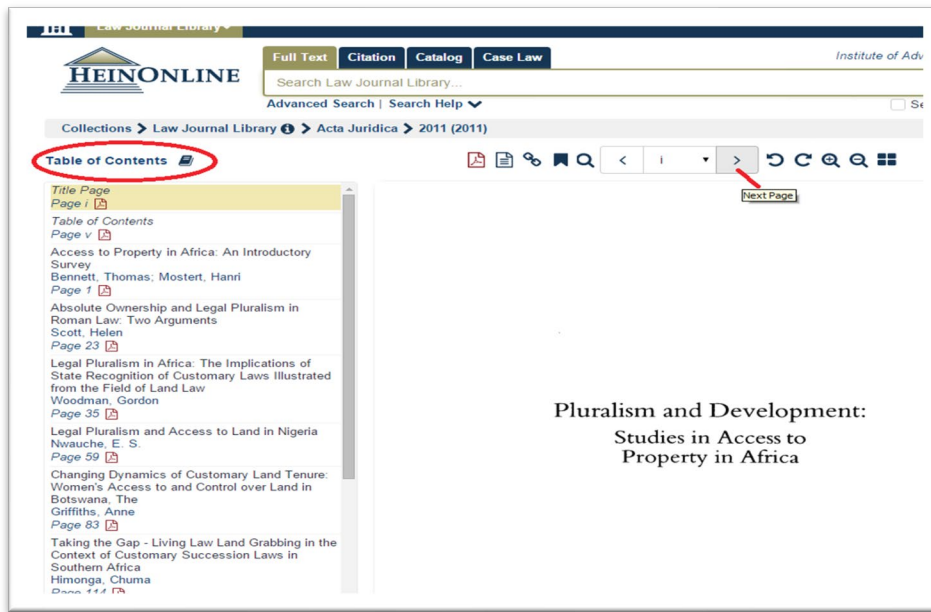 Law Journal Library
HEINONLINE
Full Text Citation Catalog Case Law
Institute of Adv
Search Law Journal Library...
Advanced Search | Search Help
Se
Collections > Law Journal Library > Acta Juridica > 2011 (2011)
Table of Contents
< i >
Next Page
Title Page
Page i
Table of Contents
Page v
Access to Property in Africa: An Introductory
Survey
Bennett, Thomas; Mostert, Hanri
Page 1
Absolute Ownership and Legal Pluralism in
Roman Law: Two Arguments
Scott, Helen
Page 23
Legal Pluralism in Africa: The Implications of
State Recognition of Customary Laws Illustrated
from the Field of Land Law
Woodman, Gordon
Page 35
Legal Pluralism and Access to Land in Nigeria
Nwauche, E. S.
Page 59
Changing Dynamics of Customary Land Tenure:
Women's Access to and Control over Land in
Botswana, The
Griffiths, Anne
Page 83
Taking the Gap - Living Law Land Grabbing in the
Context of Customary Succession Laws in
Southern Africa
Himonga, Chuma
Page 114
Pluralism and Development:
Studies in Access to
Property in Africa